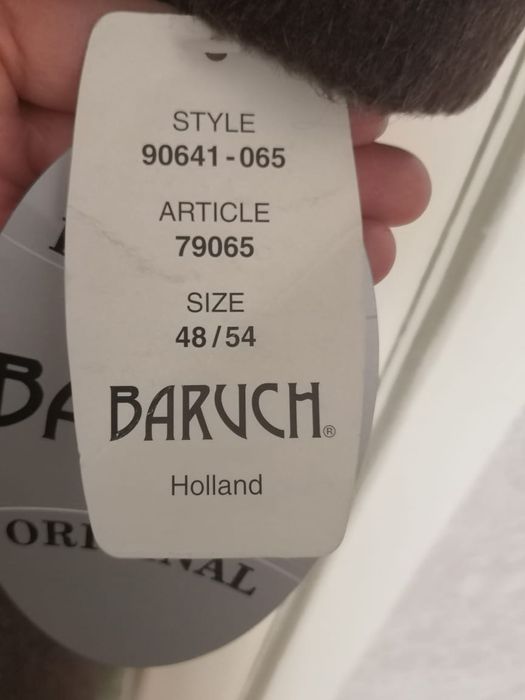 STYLE
90641-065
ARTICLE
79065
SIZE
48/54
BARUCH®
Holland